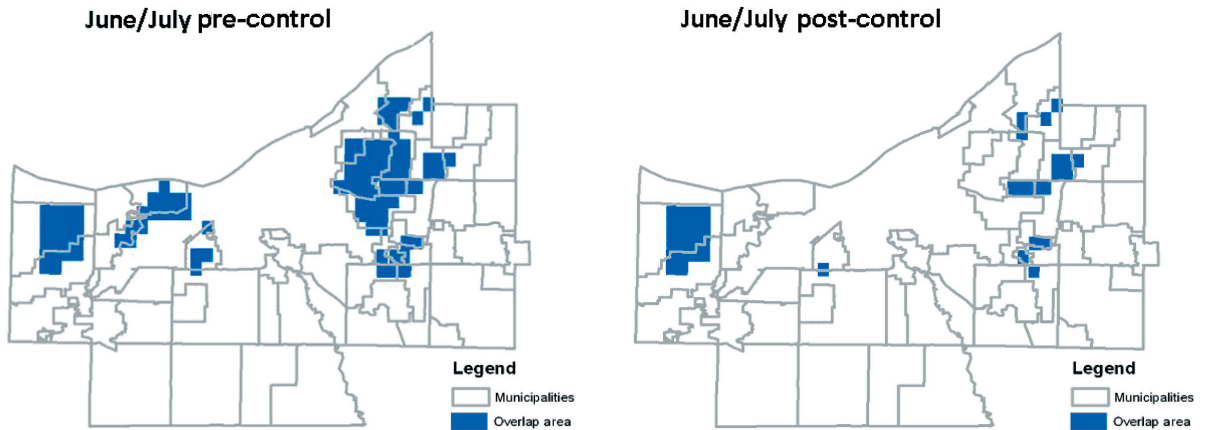 June/July pre-control
June/July post-control
Legend
Municipalities
Overlap area
Legend
Municipalities
Overlap area